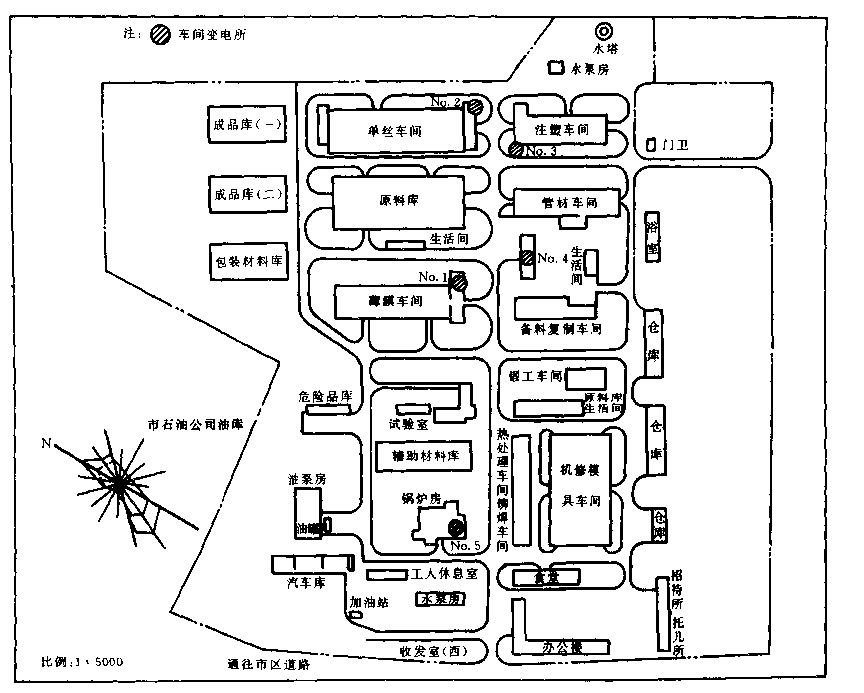 注: 车间变电所
水塔
水泵房
No. 2
成品库(一)
单丝车间
注塑车间
No. 3
门卫
成品库(二)
原料库
管材车间
浴室
生活间
包装材料库
No. 4
生活间
No. 1
薄膜车间
备料复制车间
仓库
锻工车间
危险品库
原料库
生活间
市石油公司油库
试验室
仓库
N
热处理车间铆焊车间
辅助材料库
机修模
具车间
油泵房
锅炉房
油罐
仓库
No. 5
汽车库
工人休息室
食堂
招待所
加油站
水泵房
托儿所
收发室(西)
办公楼
比例:1:5000
通往市区道路